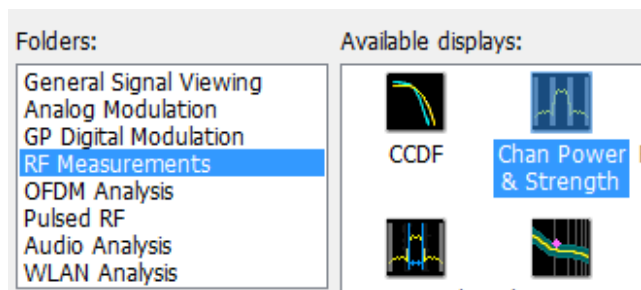 Folders:
Available displays:
General Signal Viewing
Analog Modulation
GP Digital Modulation
RF Measurements
OFDM Analysis
Pulsed RF
Audio Analysis
WLAN Analysis
CCDF
Chan Power
& Strength